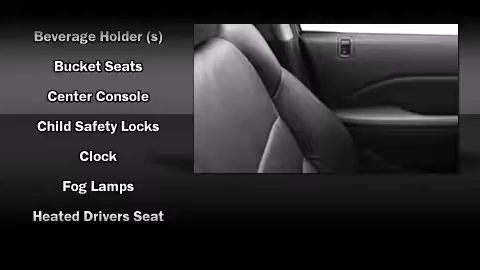 Beverage Holder (s)
Bucket Seats
Center Console
Child Safety Locks
Clock
Fog Lamps
Heated Drivers Seat